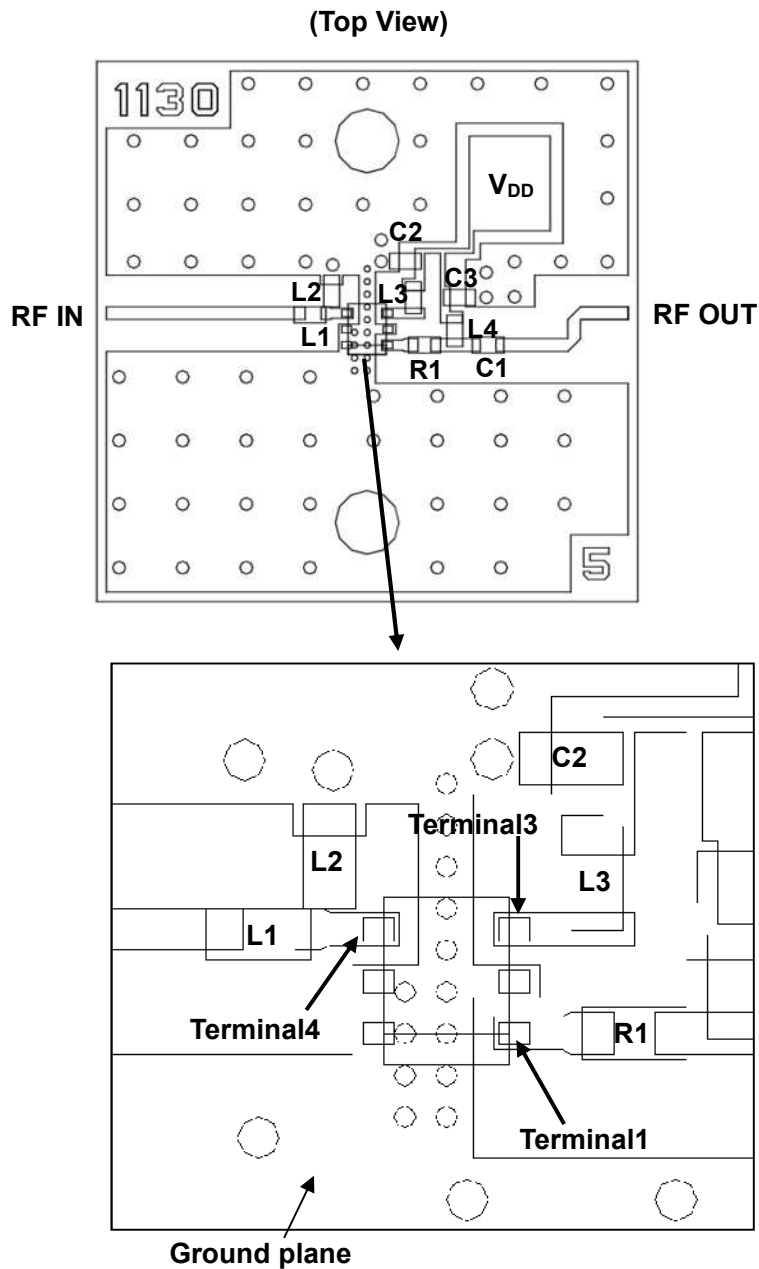 (Top View)
1130
V_DD
C2
L2 L3 C3
RF IN RF OUT
L1 L4
R1 C1
5
C2
Terminal3
L2
L3
L1
Terminal4 R1
Terminal1
Ground plane